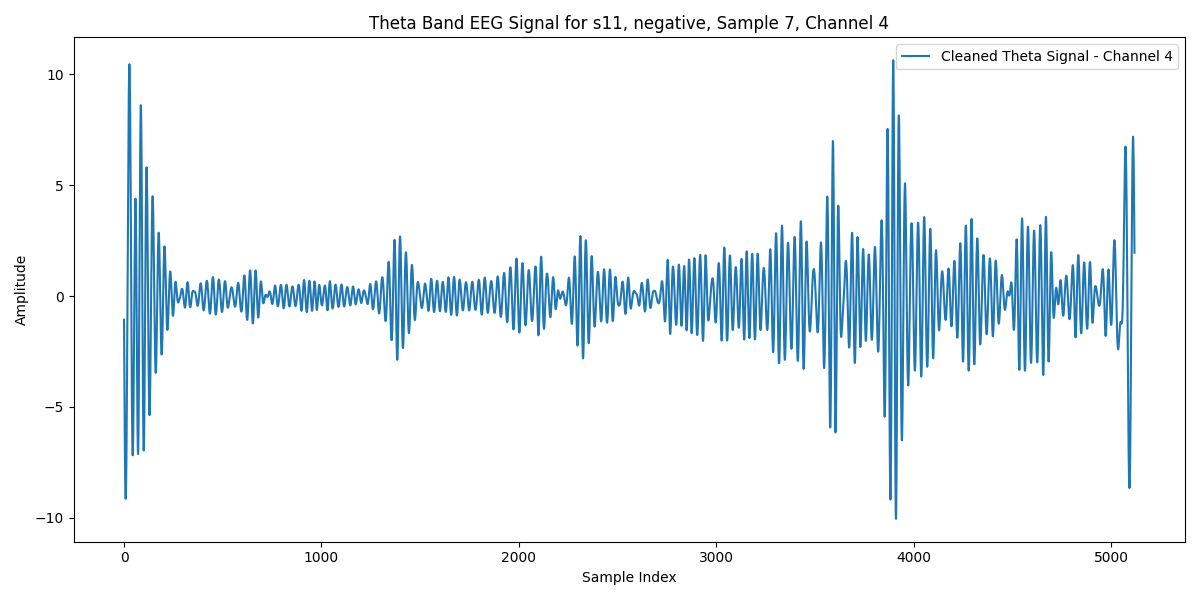 Theta Band EEG Signal for s11, negative, Sample 7, Channel 4
Cleaned Theta Signal - Channel 4
10
5
0
−5
−10
Amplitude
0 1000 2000 3000 4000 5000
Sample Index